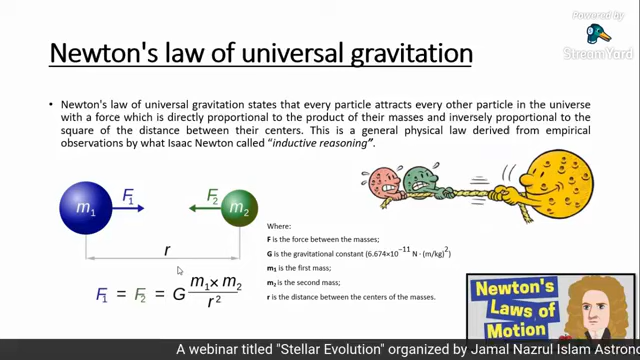 Powered by
StreamYard
Newton's law of universal gravitation
• Newton's law of universal gravitation states that every particle attracts every other particle in the universe
with a force which is directly proportional to the product of their masses and inversely proportional to the
square of the distance between their centers. This is a general physical law derived from empirical
observations by what Isaac Newton called “inductive reasoning”.
F₁ F₂
m₁ m₂
r
F₁ = F₂ = G m₁ × m₂ / r²
Where:
F is the force between the masses;
G is the gravitational constant (6.674×10⁻¹¹ N · (m/kg)²)
m₁ is the first mass;
m₂ is the second mass;
r is the distance between the centers of the masses.
Newton's
Laws of
Motion
A webinar titled "Stellar Evolution" organized by Jamal Nazrul Islam Astron